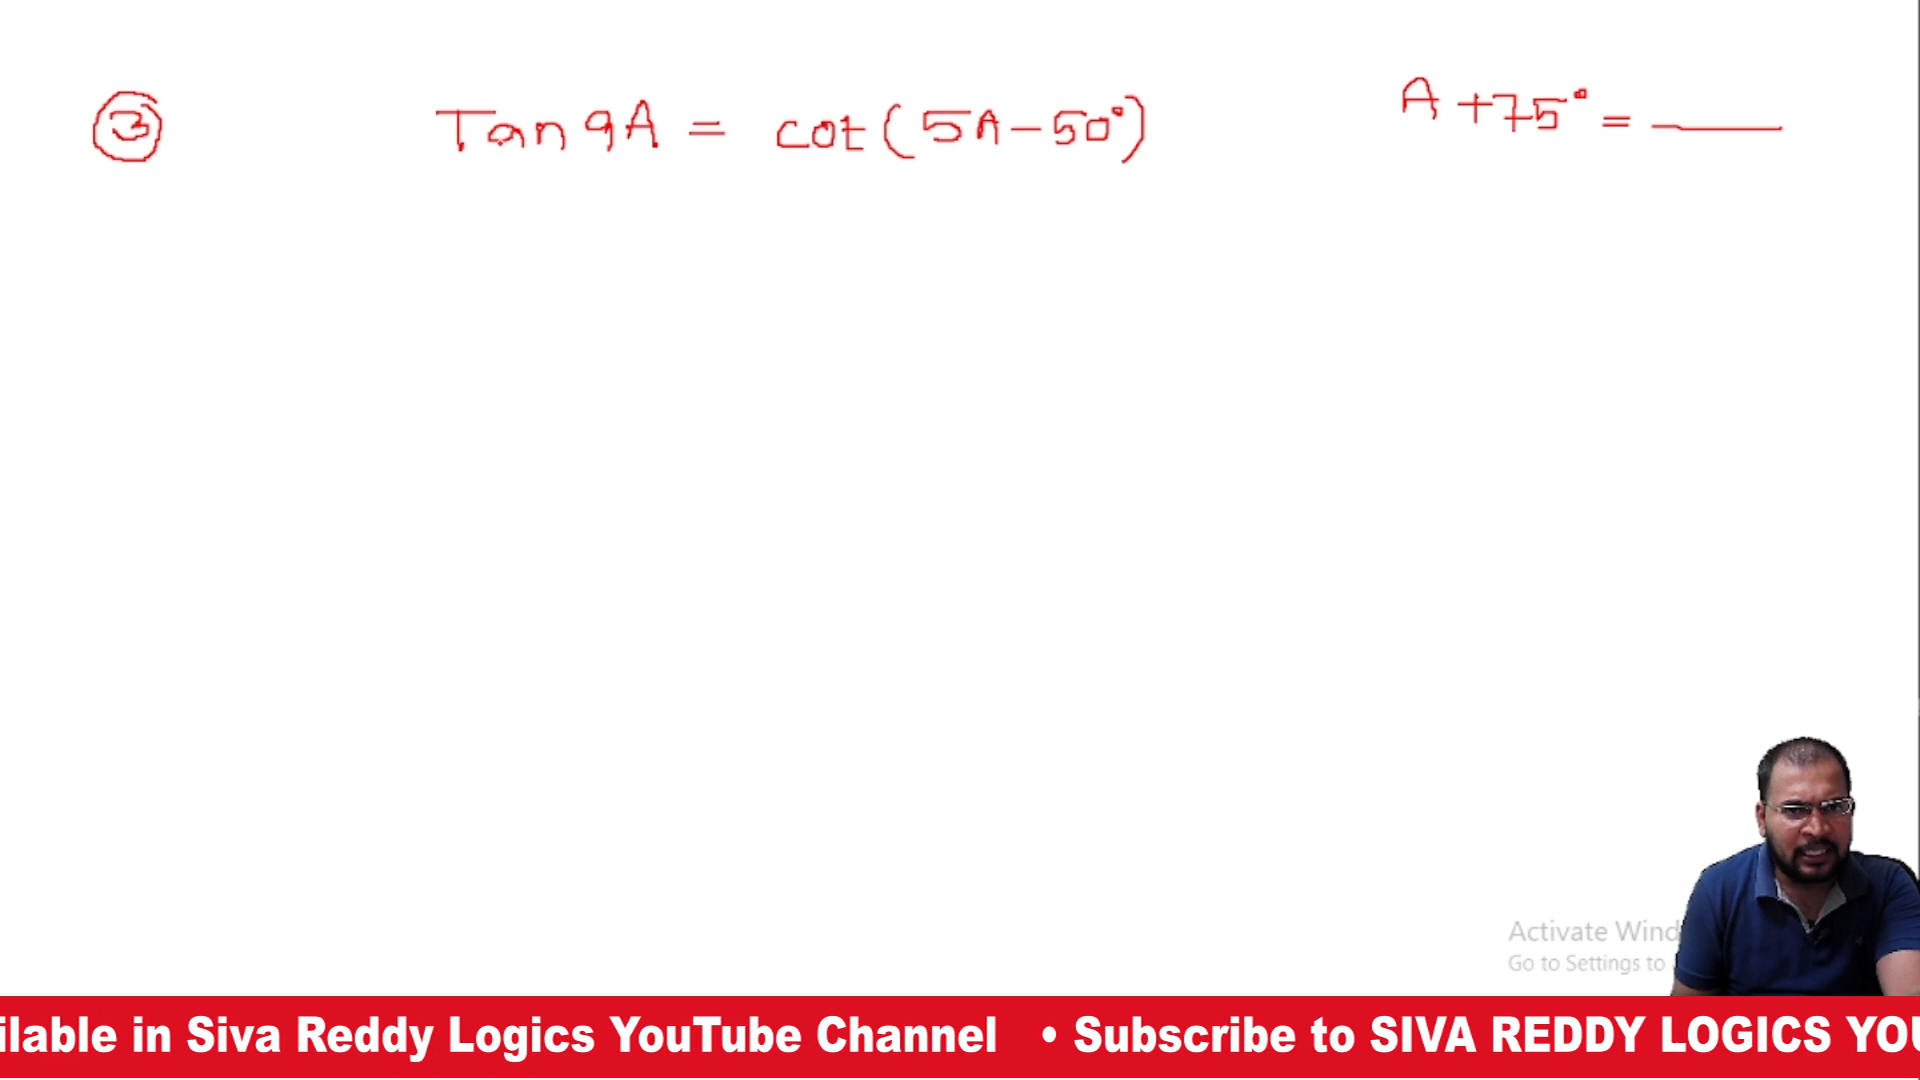 3 Tan 9A = cot (5A - 50°) A + 75° = ____
Activate Wind
Go to Settings to
ilable in Siva Reddy Logics YouTube Channel • Subscribe to SIVA REDDY LOGICS YOU